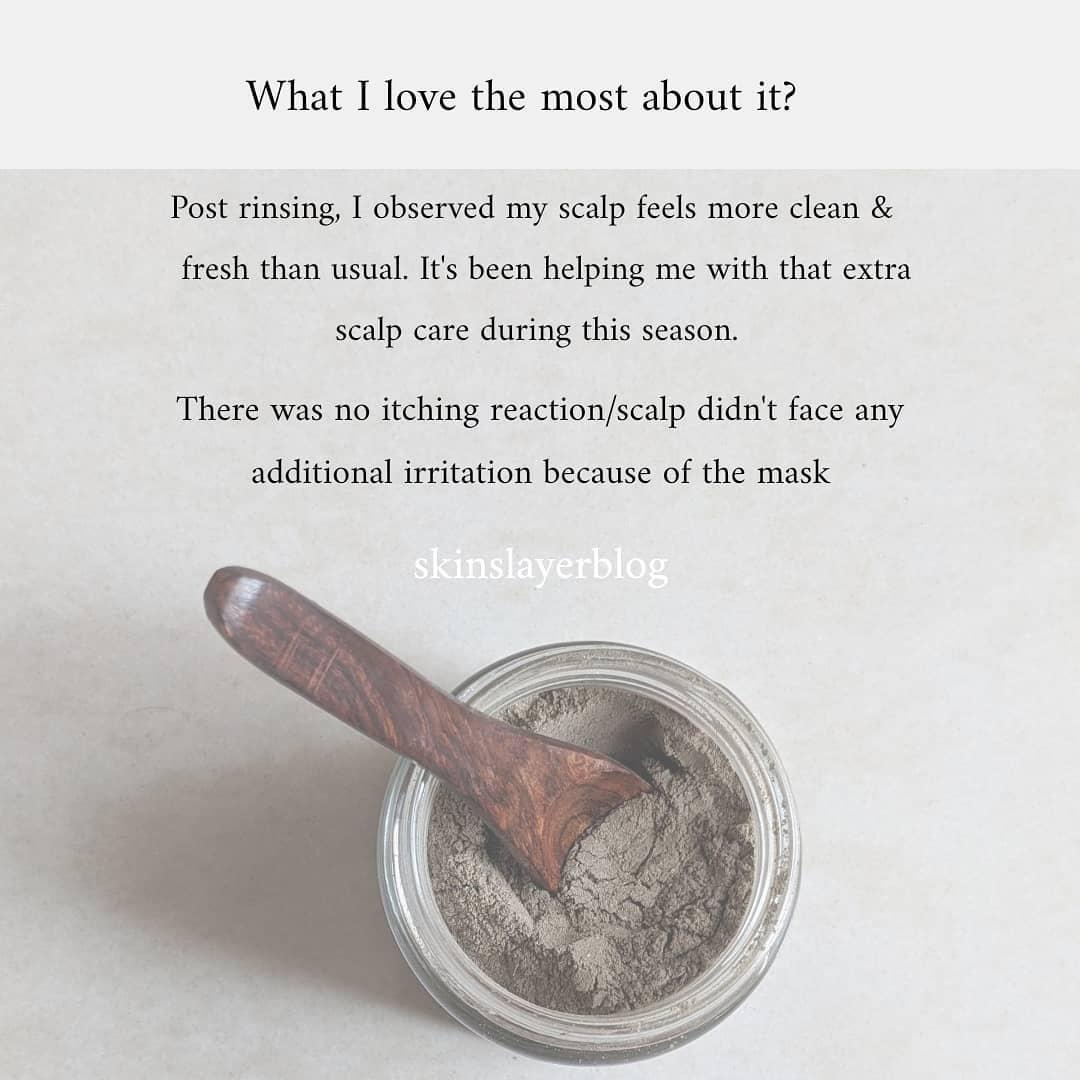 What I love the most about it?
Post rinsing, I observed my scalp feels more clean &
fresh than usual. It's been helping me with that extra
scalp care during this season.
There was no itching reaction/scalp didn't face any
additional irritation because of the mask
skinslayerblog